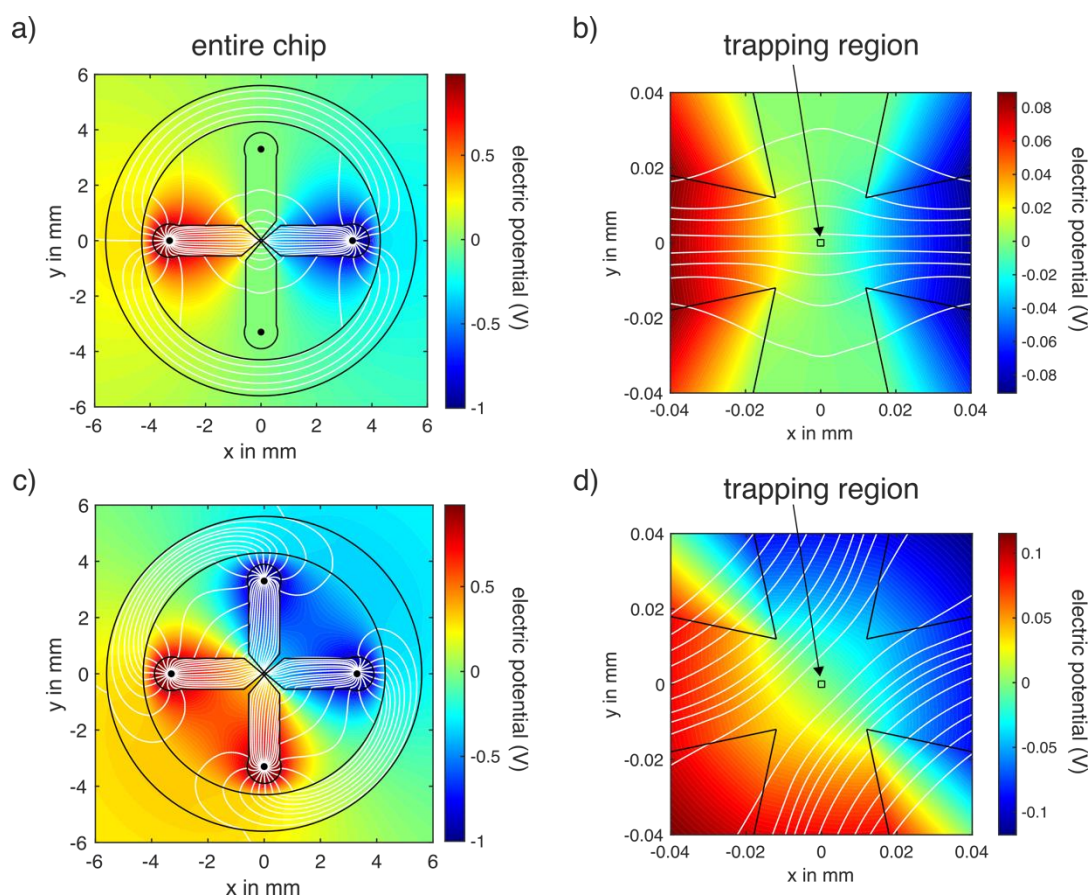 a)
entire chip
6
4
2
0
-2
-4
-6
y in mm
-6 -4 -2 0 2 4 6
x in mm
0.5
0
-0.5
-1
electric potential (V)
b)
trapping region
0.04
0.02
0
-0.02
-0.04
y in mm
-0.04 -0.02 0 0.02 0.04
x in mm
0.08
0.06
0.04
0.02
0
-0.02
-0.04
-0.06
-0.08
electric potential (V)
c)
6
4
2
0
-2
-4
-6
y in mm
-6 -4 -2 0 2 4 6
x in mm
0.5
0
-0.5
-1
electric potential (V)
d)
trapping region
0.04
0.02
0
-0.02
-0.04
y in mm
-0.04 -0.02 0 0.02 0.04
x in mm
0.1
0.05
0
-0.05
-0.1
electric potential (V)